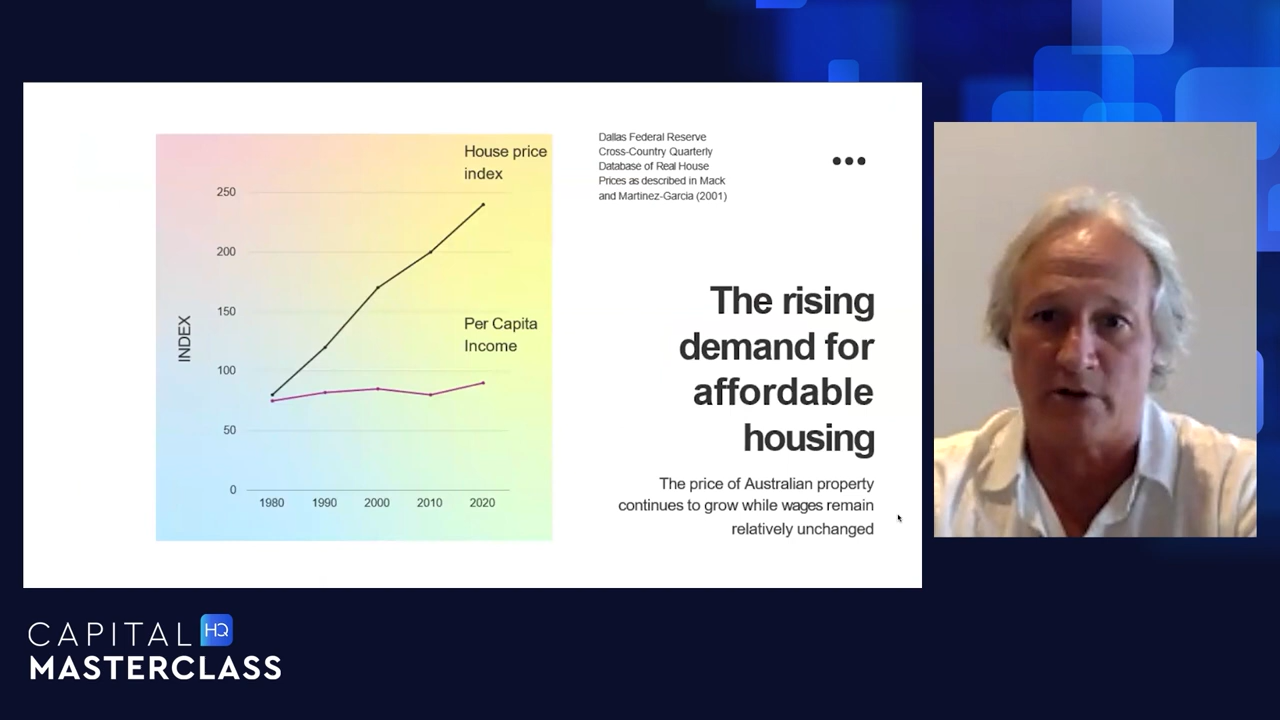 House price
index
250
200
150
100
50
0
INDEX
Per Capita
Income
1980 1990 2000 2010 2020
Dallas Federal Reserve
Cross-Country Quarterly
Database of Real House
Prices as described in Mack
and Martinez-Garcia (2001)
The rising
demand for
affordable
housing
The price of Australian property
continues to grow while wages remain
relatively unchanged
CAPITAL HQ
MASTERCLASS